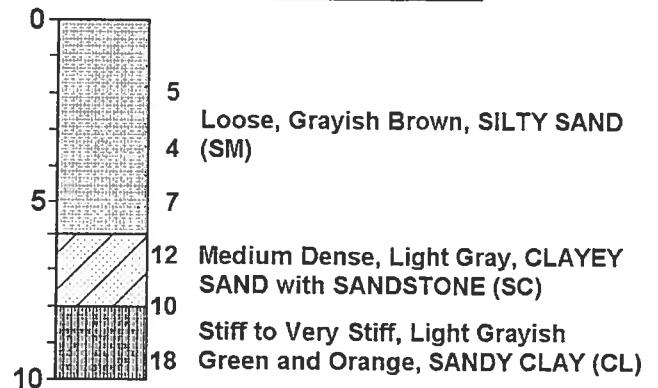 0
5
Loose, Grayish Brown, SILTY SAND
4 (SM)
5 7
12 Medium Dense, Light Gray, CLAYEY
SAND with SANDSTONE (SC)
10
Stiff to Very Stiff, Light Grayish
18 Green and Orange, SANDY CLAY (CL)
10